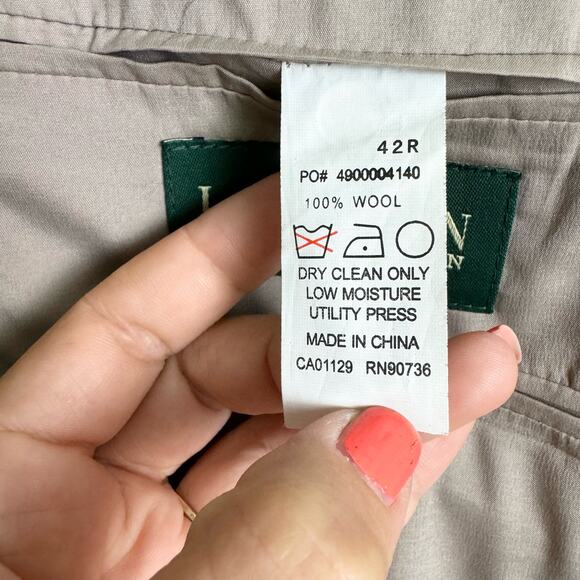 42R
PO# 4900004140
100% WOOL
DRY CLEAN ONLY
LOW MOISTURE
UTILITY PRESS
MADE IN CHINA
CA01129 RN90736